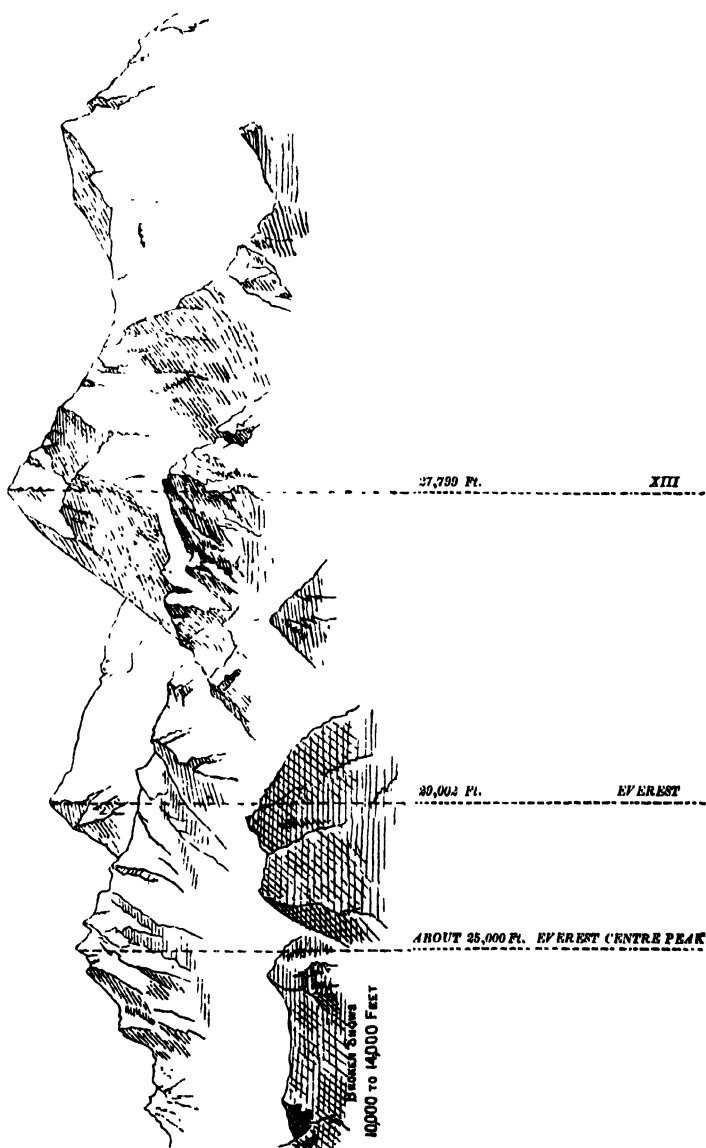 27,799 Ft. XIII
29,002 Ft. EVEREST
ABOUT 25,000 Ft. EVEREST CENTRE PEAK
BROKEN SNOWS
10,000 TO 14,000 FEET